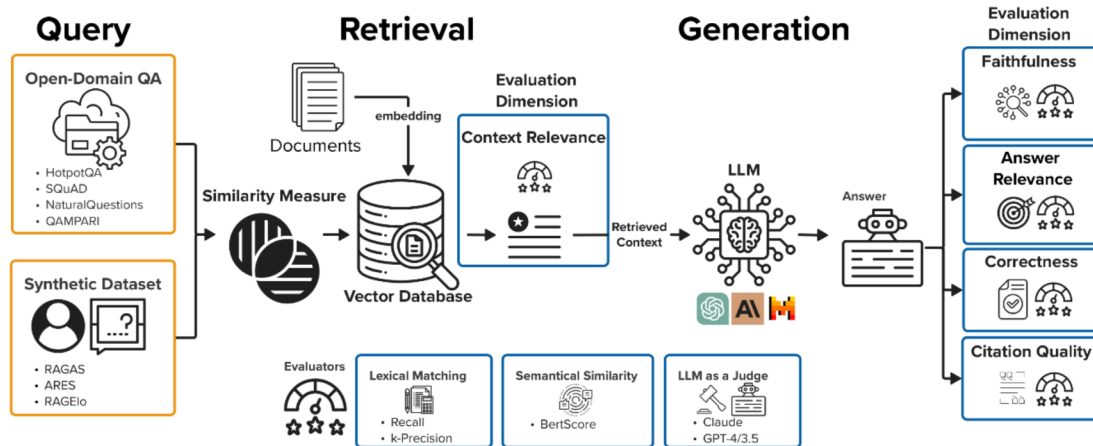 Query
Retrieval
Generation
Evaluation
Dimension
Open-Domain QA
• HotpotQA
• SQuAD
• NaturalQuestions
• QAMPARI
Synthetic Dataset
...?
• RAGAS
• ARES
• RAGElo
Documents
embedding
Similarity Measure
Vector Database
Evaluation
Dimension
Context Relevance
Retrieved
Context
LLM
Answer
Faithfulness
Answer
Relevance
Correctness
Citation Quality
Evaluators
Lexical Matching
• Recall
• k-Precision
Semantical Similarity
• BertScore
LLM as a Judge
• Claude
• GPT-4/3.5